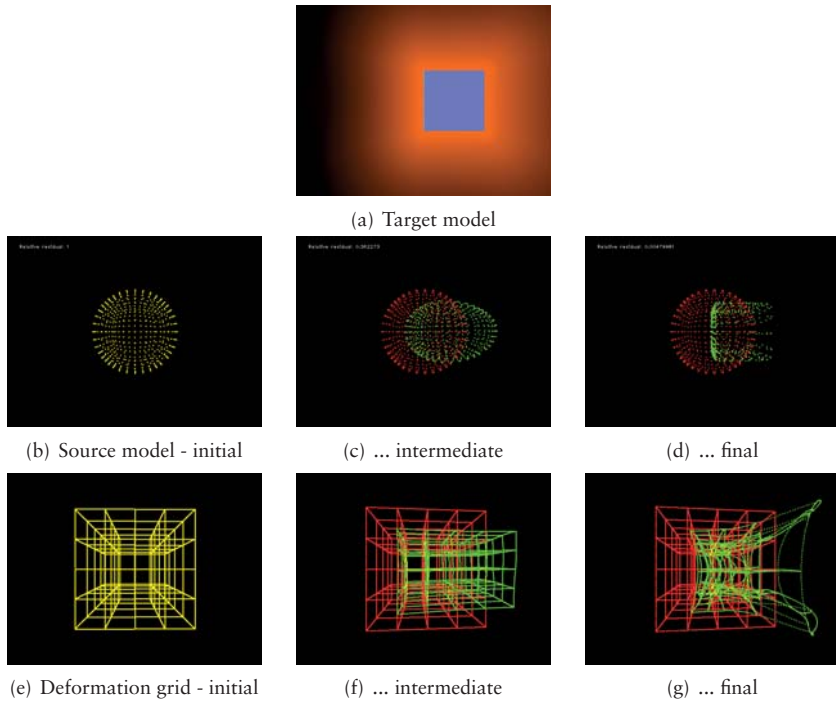 (a) Target model
Relative residual: 1
(b) Source model - initial
(c) ... intermediate
(d) ... final
(e) Deformation grid - initial
(f) ... intermediate
(g) ... final